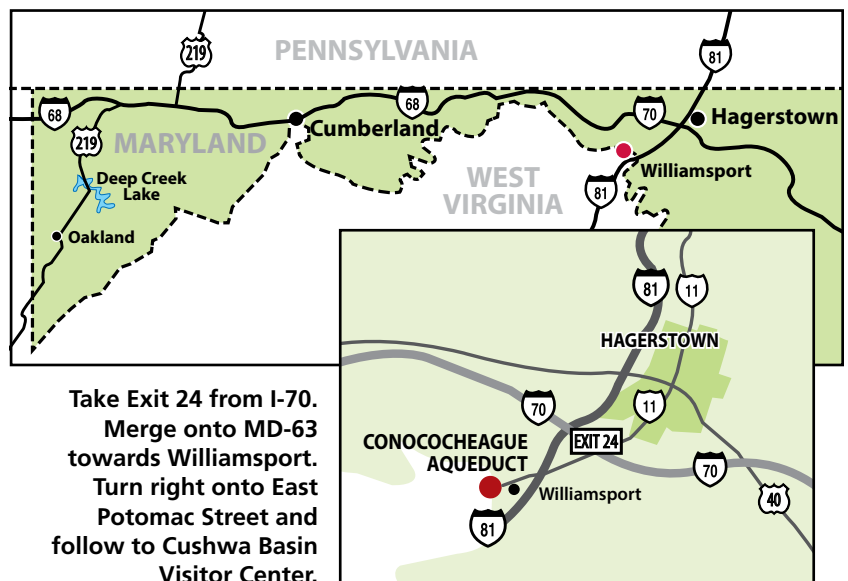 PENNSYLVANIA
219
81
68
68
70
Hagerstown
Cumberland
MARYLAND
219
Williamsport
WEST
VIRGINIA
81
Deep Creek
Lake
Oakland
81
11
HAGERSTOWN
70
11
EXIT 24
CONOCOCHEAGUE
AQUEDUCT
70
Williamsport
40
81
Take Exit 24 from I-70.
Merge onto MD-63
towards Williamsport.
Turn right onto East
Potomac Street and
follow to Cushwa Basin
Visitor Center.